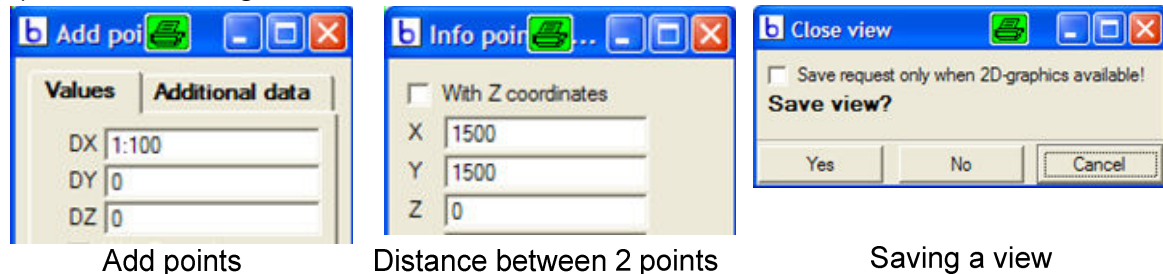 Add poi
Values Additional data
DX 1:100
DY 0
DZ 0
Add points
Info poin...
With Z coordinates
X 1500
Y 1500
Z 0
Distance between 2 points
Close view
Save request only when 2D-graphics available!
Save view?
Yes No Cancel
Saving a view